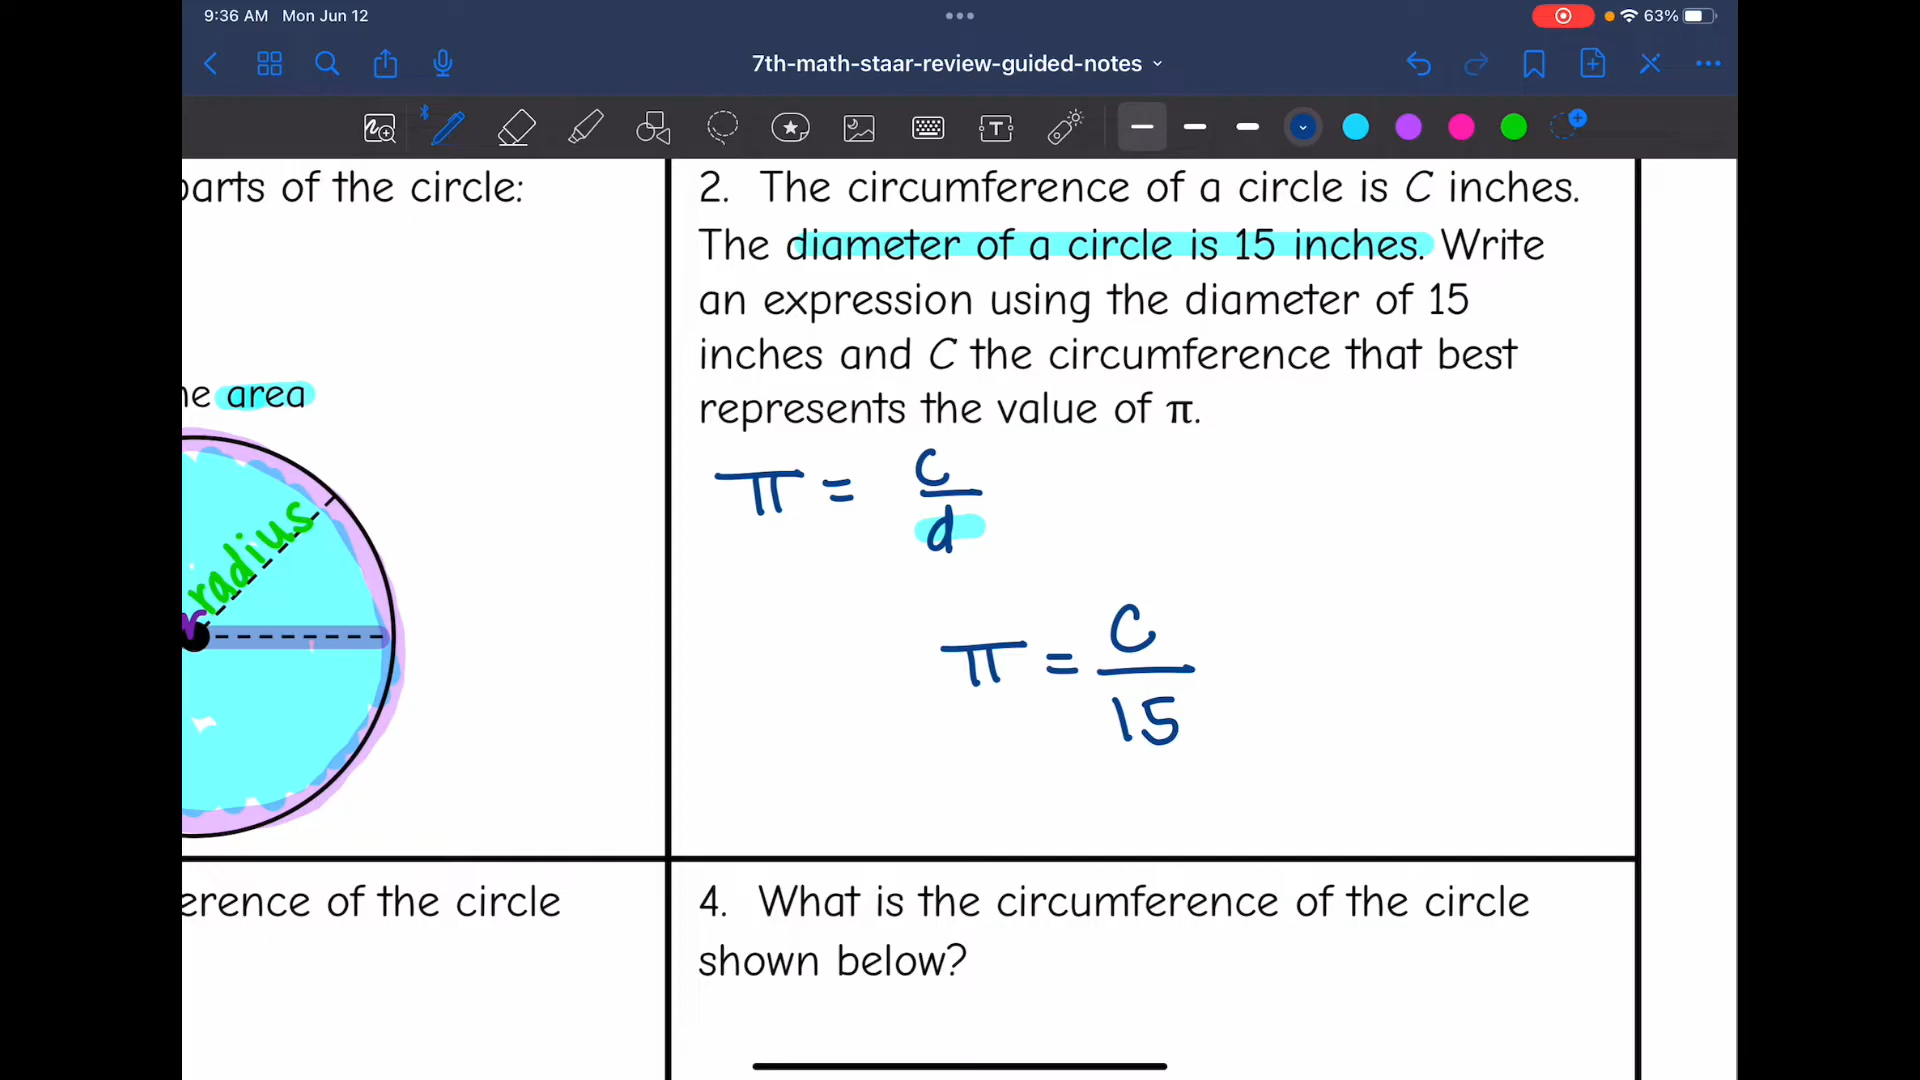 9:36 AM Mon Jun 12
63%
7th-math-staar-review-guided-notes
parts of the circle:
area
radius
erence of the circle
2. The circumference of a circle is C inches.
The diameter of a circle is 15 inches. Write
an expression using the diameter of 15
inches and C the circumference that best
represents the value of π.
π = C/d
π = C/15
4. What is the circumference of the circle
shown below?